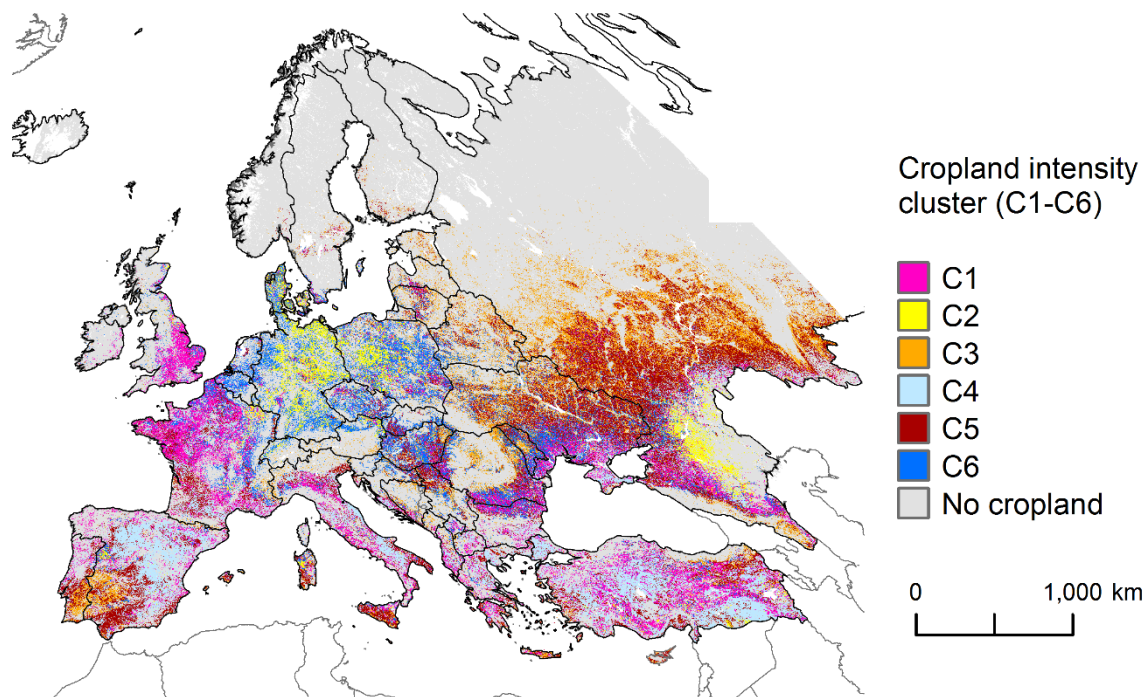 Cropland intensity
cluster (C1-C6)
C1
C2
C3
C4
C5
C6
No cropland
0 1,000 km